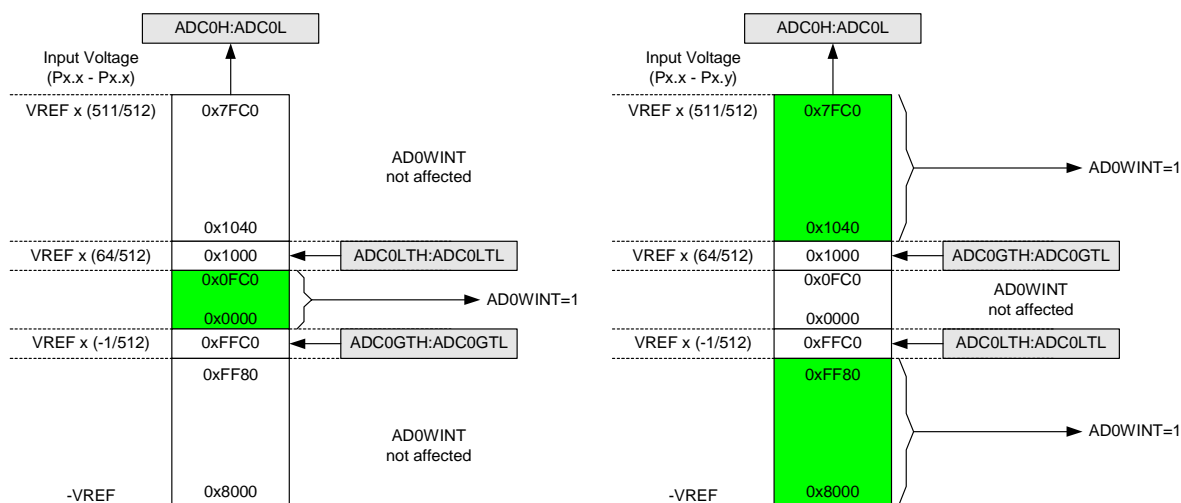 ADC0H:ADC0L
Input Voltage
(Px.x - Px.x)
VREF x (511/512)
0x7FC0
AD0WINT
not affected
0x1040
VREF x (64/512)
0x1000
ADC0LTH:ADC0LTL
0x0FC0
AD0WINT=1
0x0000
VREF x (-1/512)
0xFFC0
ADC0GTH:ADC0GTL
0xFF80
AD0WINT
not affected
-VREF
0x8000
ADC0H:ADC0L
Input Voltage
(Px.x - Px.y)
VREF x (511/512)
0x7FC0
AD0WINT=1
0x1040
VREF x (64/512)
0x1000
ADC0GTH:ADC0GTL
0x0FC0
AD0WINT
not affected
0x0000
VREF x (-1/512)
0xFFC0
ADC0LTH:ADC0LTL
0xFF80
AD0WINT=1
-VREF
0x8000